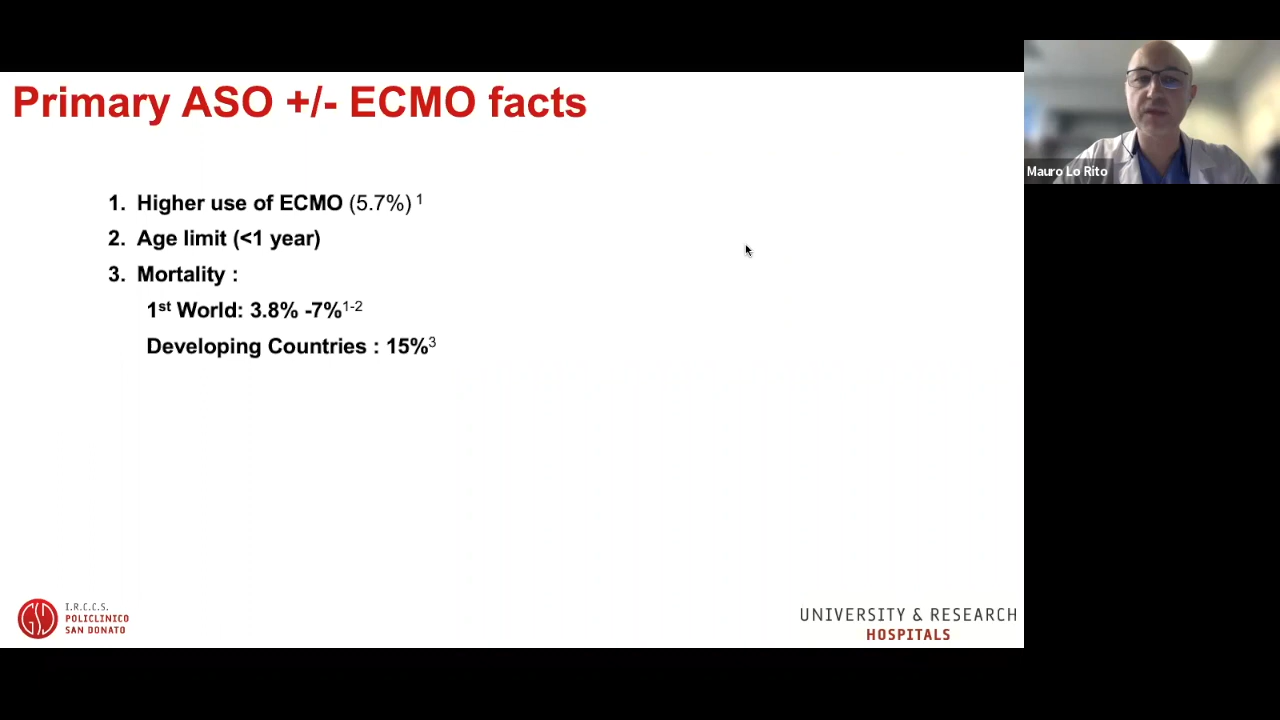 Primary ASO +/- ECMO facts
1. Higher use of ECMO (5.7%) 1
2. Age limit (<1 year)
3. Mortality :
1st World: 3.8% -7%1-2
Developing Countries : 15%3
Mauro Lo Rito
GSD
I.R.C.C.S.
POLICLINICO
SAN DONATO
UNIVERSITY & RESEARCH
HOSPITALS